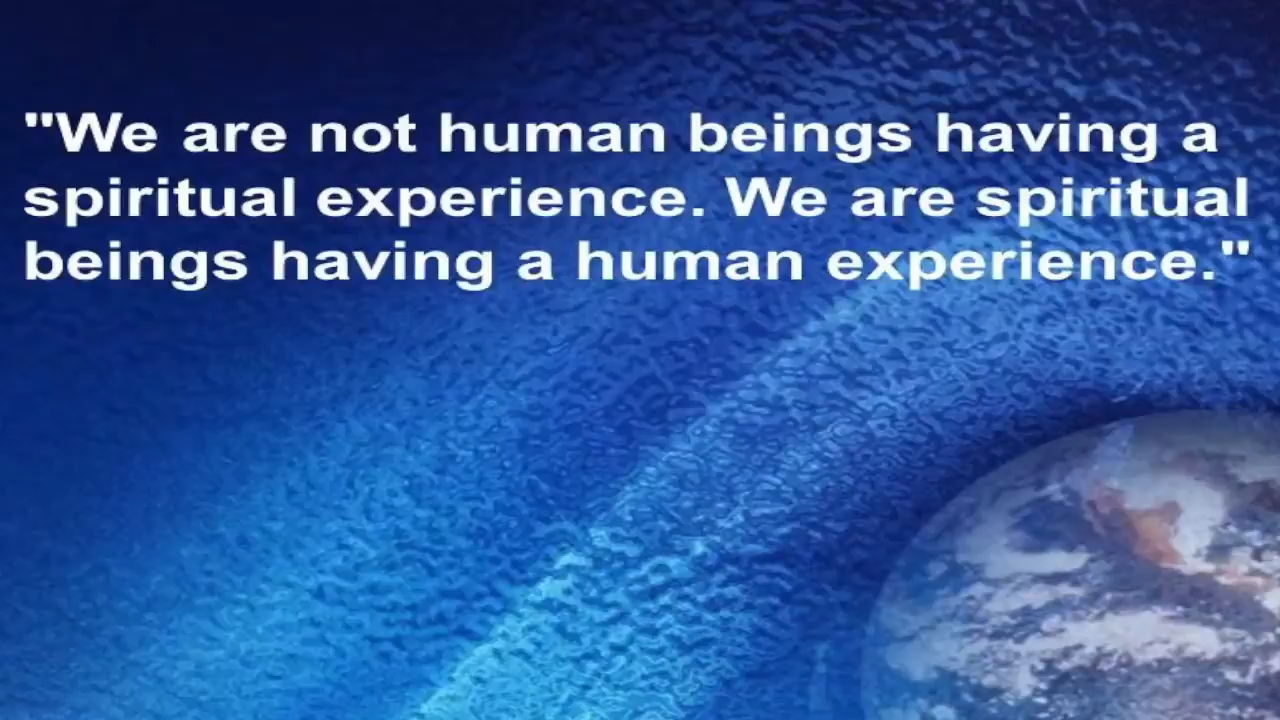 "We are not human beings having a
spiritual experience. We are spiritual
beings having a human experience."